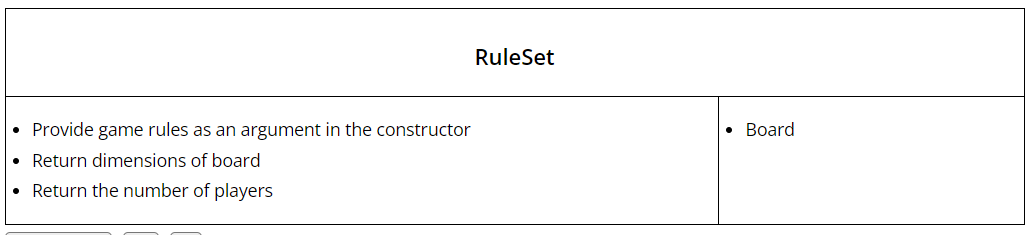 RuleSet
Provide game rules as an argument in the constructor
Return dimensions of board
Return the number of players
Board